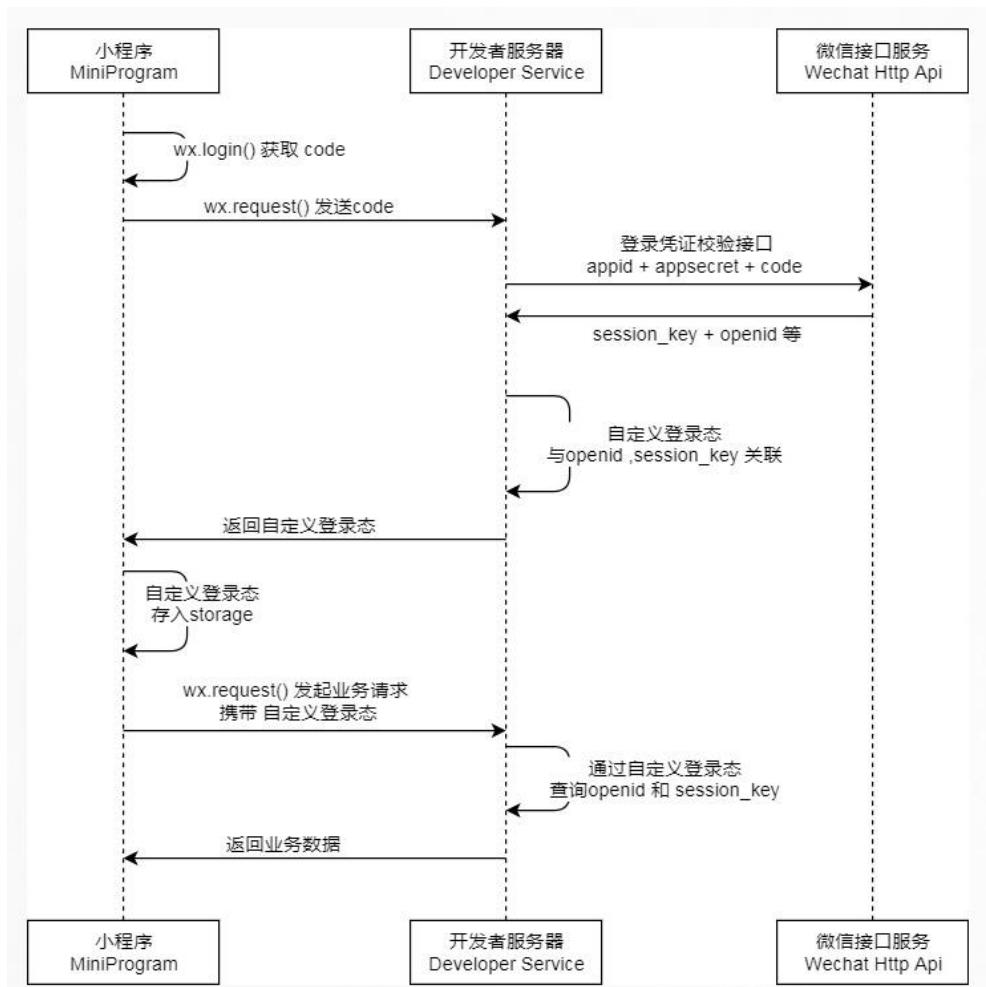 小程序
MiniProgram
开发者服务器
Developer Service
微信接口服务
Wechat Http Api
wx.login() 获取 code
wx.request() 发送code
登录凭证校验接口
appid + appsecret + code
session_key + openid 等
自定义登录态
与openid ,session_key 关联
返回自定义登录态
自定义登录态
存入storage
wx.request() 发起业务请求
携带 自定义登录态
通过自定义登录态
查询openid 和 session_key
返回业务数据
小程序
MiniProgram
开发者服务器
Developer Service
微信接口服务
Wechat Http Api